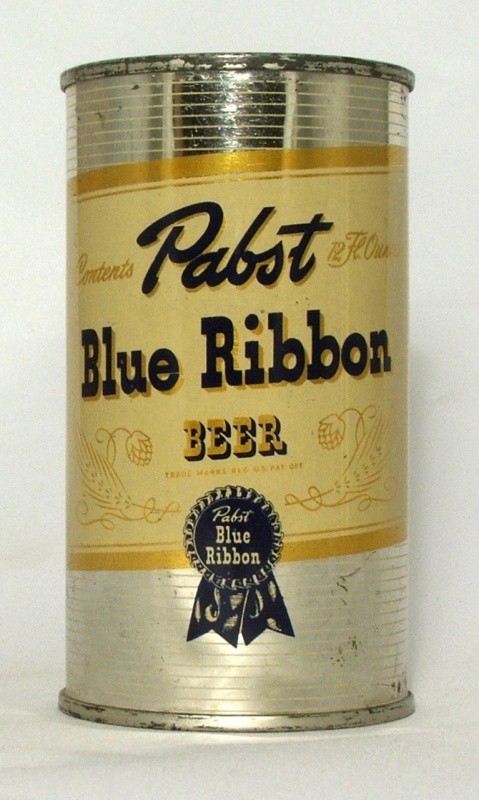 Pabst
Contents
12 Fl. Oun
Blue Ribbon
BEER
TRADE MARKS REG. U.S. PAT. OFF.
Pabst
Blue
Ribbon